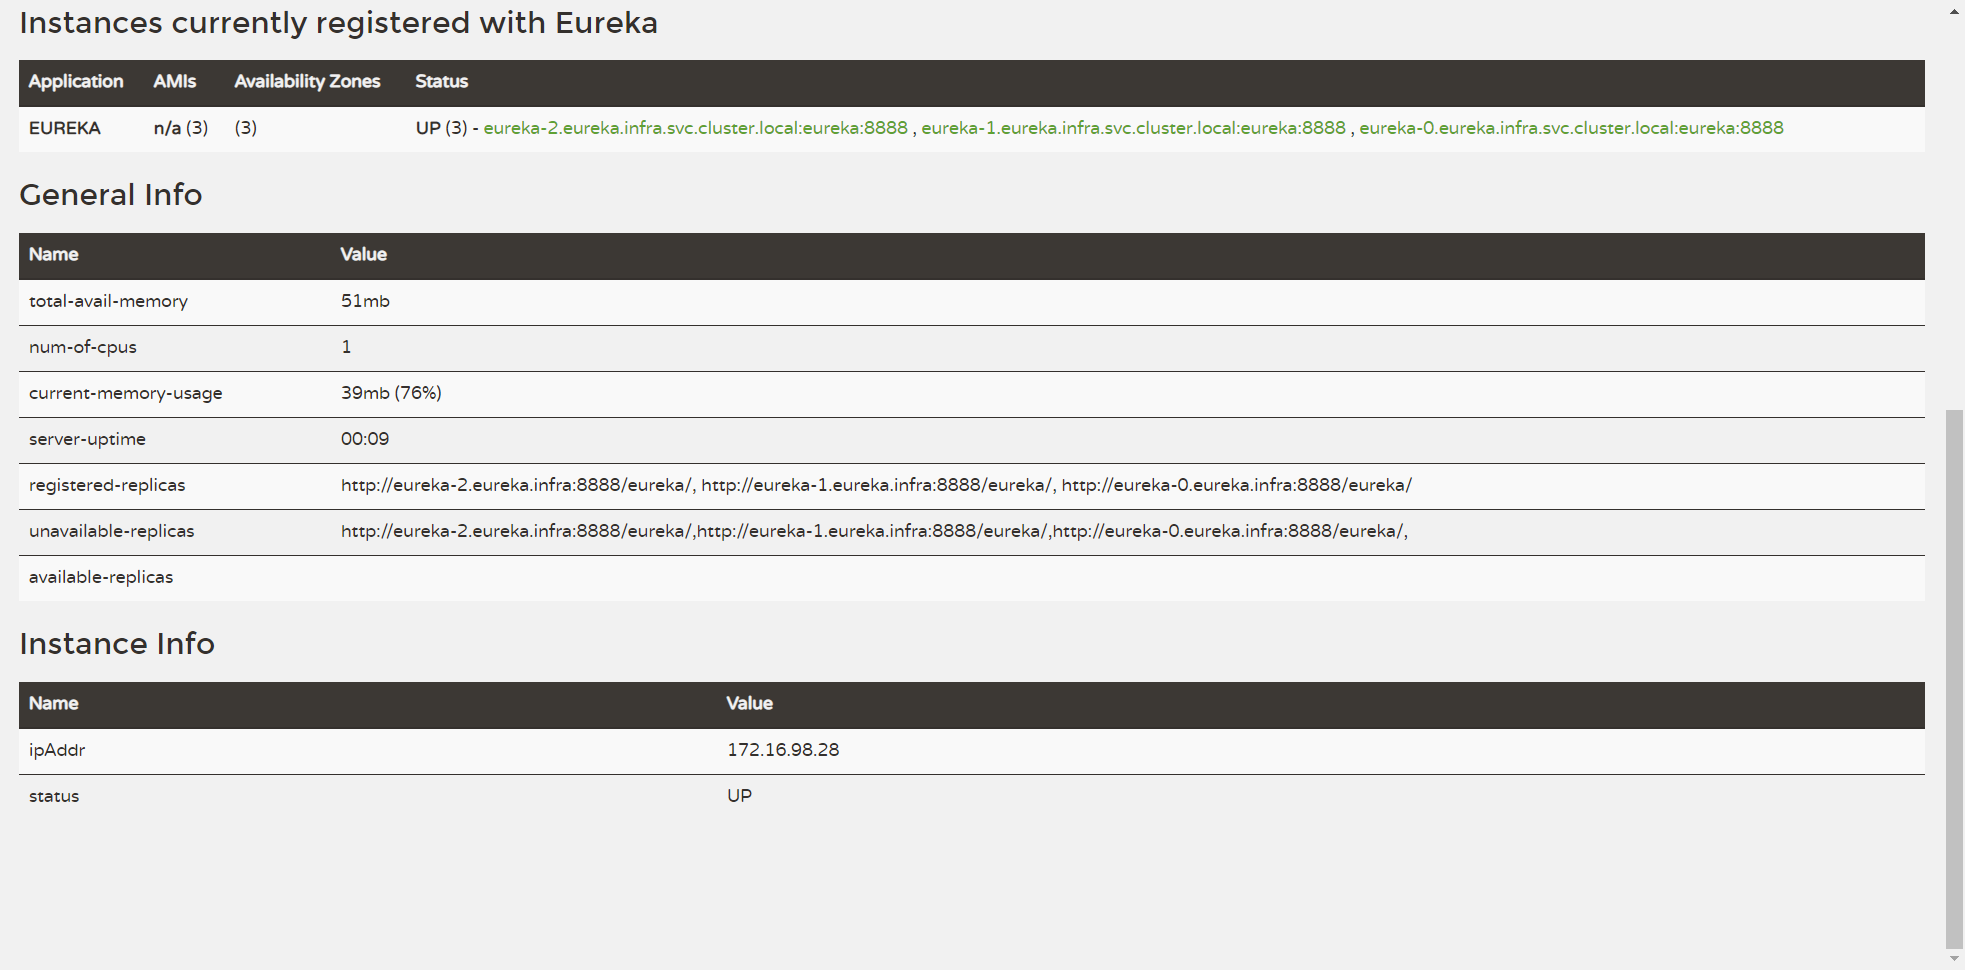 Instances currently registered with Eureka
Application AMIs Availability Zones Status
EUREKA n/a (3) (3) UP (3) - eureka-2.eureka.infra.svc.cluster.local:eureka:8888 , eureka-1.eureka.infra.svc.cluster.local:eureka:8888 , eureka-0.eureka.infra.svc.cluster.local:eureka:8888
General Info
Name Value
total-avail-memory 51mb
num-of-cpus 1
current-memory-usage 39mb (76%)
server-uptime 00:09
registered-replicas http://eureka-2.eureka.infra:8888/eureka/, http://eureka-1.eureka.infra:8888/eureka/, http://eureka-0.eureka.infra:8888/eureka/
unavailable-replicas http://eureka-2.eureka.infra:8888/eureka/,http://eureka-1.eureka.infra:8888/eureka/,http://eureka-0.eureka.infra:8888/eureka/,
available-replicas
Instance Info
Name Value
ipAddr 172.16.98.28
status UP